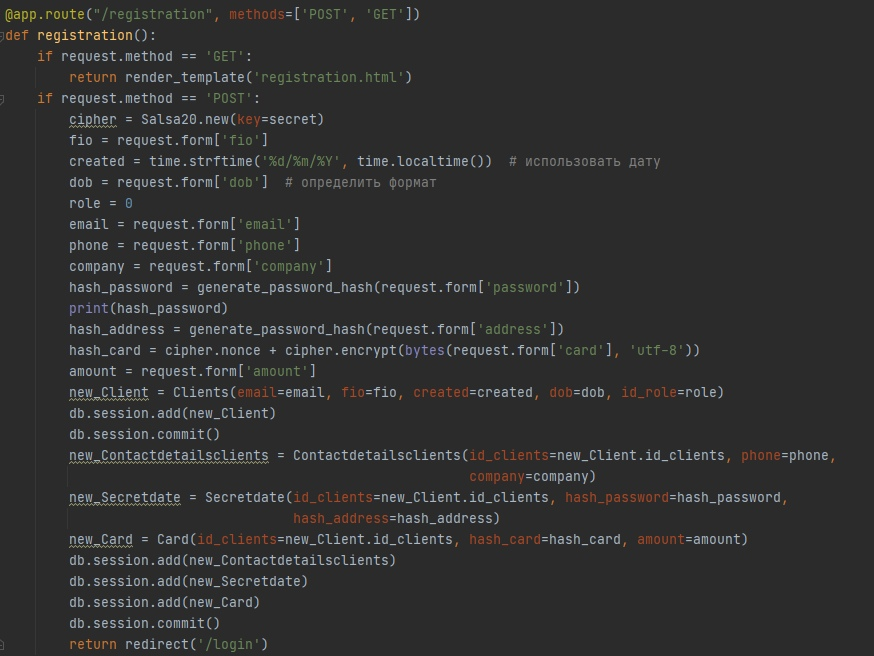 @app.route("/registration", methods=['POST', 'GET'])
def registration():
    if request.method == 'GET':
        return render_template('registration.html')
    if request.method == 'POST':
        cipher = Salsa20.new(key=secret)
        fio = request.form['fio']
        created = time.strftime('%d/%m/%Y', time.localtime())  # использовать дату
        dob = request.form['dob']  # определить формат
        role = 0
        email = request.form['email']
        phone = request.form['phone']
        company = request.form['company']
        hash_password = generate_password_hash(request.form['password'])
        print(hash_password)
        hash_address = generate_password_hash(request.form['address'])
        hash_card = cipher.nonce + cipher.encrypt(bytes(request.form['card'], 'utf-8'))
        amount = request.form['amount']
        new_Client = Clients(email=email, fio=fio, created=created, dob=dob, id_role=role)
        db.session.add(new_Client)
        db.session.commit()
        new_Contactdetailsclients = Contactdetailsclients(id_clients=new_Client.id_clients, phone=phone,
                                                          company=company)
        new_Secretdate = Secretdate(id_clients=new_Client.id_clients, hash_password=hash_password,
                                    hash_address=hash_address)
        new_Card = Card(id_clients=new_Client.id_clients, hash_card=hash_card, amount=amount)
        db.session.add(new_Contactdetailsclients)
        db.session.add(new_Secretdate)
        db.session.add(new_Card)
        db.session.commit()
        return redirect('/login')